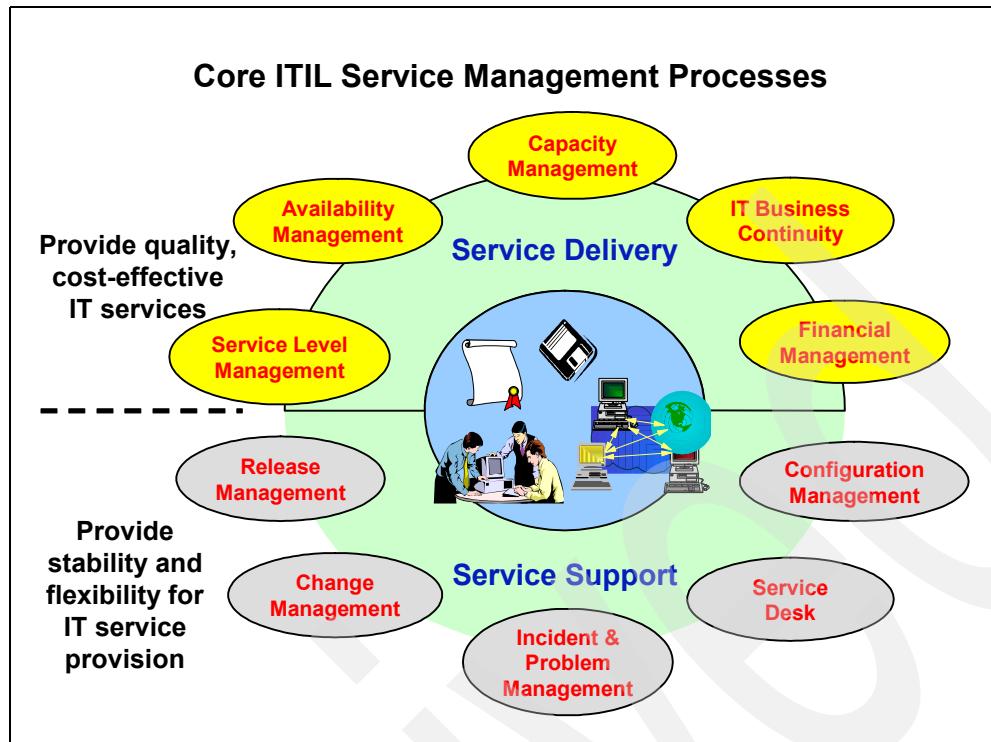 Core ITIL Service Management Processes
Capacity
Management
Availability
Management
IT Business
Continuity
Provide quality,
cost-effective
IT services
Service Delivery
Service Level
Management
Financial
Management
Release
Management
Configuration
Management
Provide
stability and
flexibility for
IT service
provision
Change
Management
Service Support
Service
Desk
Incident &
Problem
Management